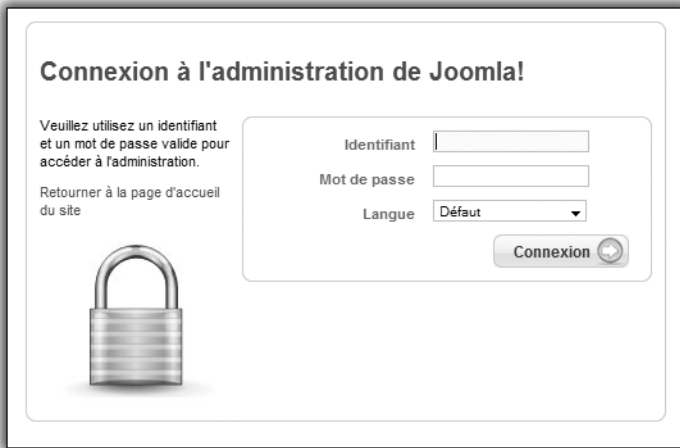 Connexion à l'administration de Joomla!
Veuillez utilisez un identifiant
et un mot de passe valide pour
accéder à l'administration.
Retourner à la page d'accueil
du site
Identifiant
Mot de passe
Langue
Défaut
Connexion